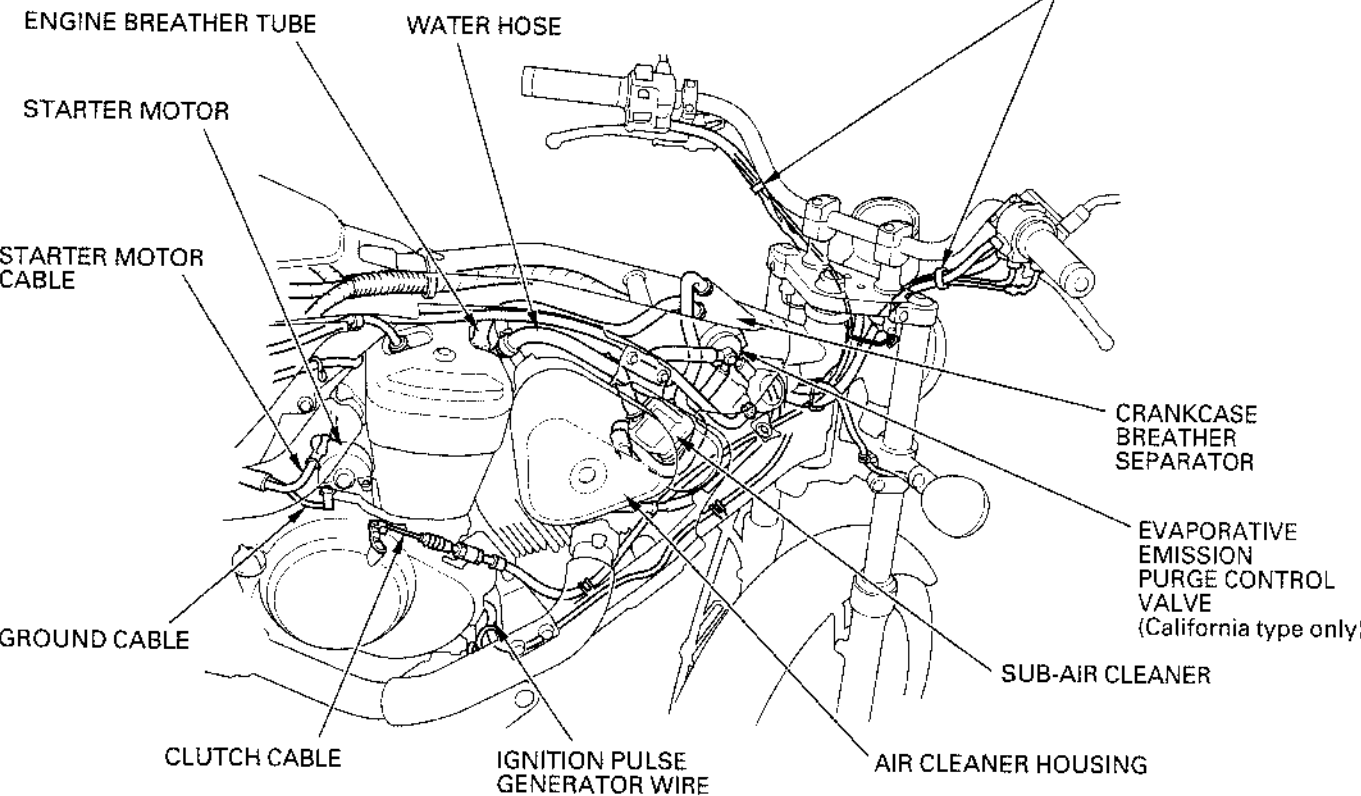 ENGINE BREATHER TUBE
WATER HOSE
STARTER MOTOR
STARTER MOTOR
CABLE
CRANKCASE
BREATHER
SEPARATOR
EVAPORATIVE
EMISSION
PURGE CONTROL
VALVE
(California type only)
GROUND CABLE
SUB-AIR CLEANER
CLUTCH CABLE
IGNITION PULSE
GENERATOR WIRE
AIR CLEANER HOUSING